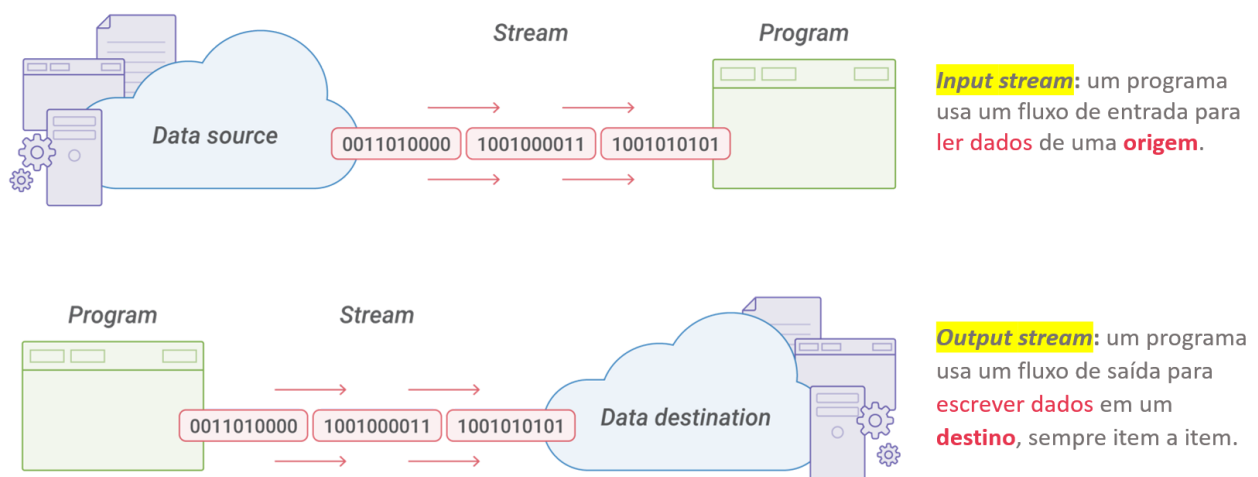 Stream
Program
Data source
0011010000 1001000011 1001010101
Input stream: um programa
usa um fluxo de entrada para
ler dados de uma origem.
Program
Stream
0011010000 1001000011 1001010101
Data destination
Output stream: um programa
usa um fluxo de saída para
escrever dados em um
destino, sempre item a item.